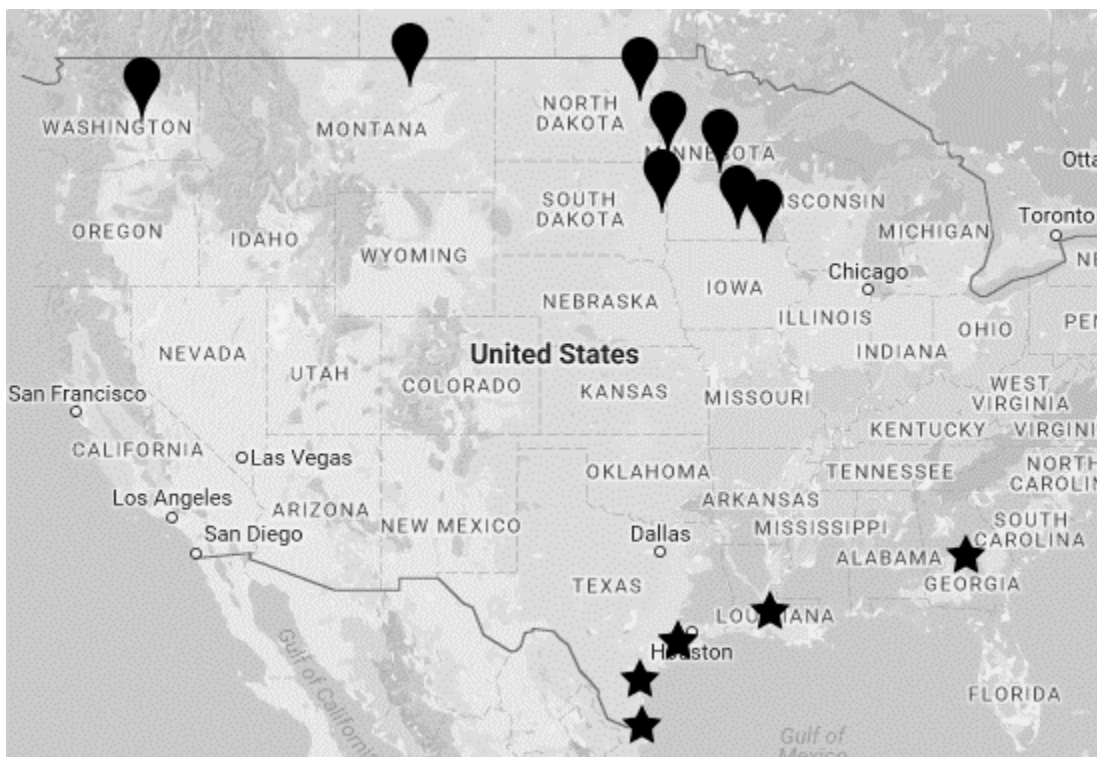 WASHINGTON
MONTANA
NORTH
DAKOTA
MINNESOTA
Otta
OREGON
IDAHO
SOUTH
DAKOTA
WYOMING
ISCONSIN
MICHIGAN
Toronto
NE
Chicago
NEBRASKA
IOWA
ILLINOIS
OHIO
PEN
NEVADA
United States
INDIANA
UTAH
COLORADO
KANSAS
MISSOURI
WEST
VIRGINIA
San Francisco
CALIFORNIA
KENTUCKY
VIRGINI
Las Vegas
OKLAHOMA
TENNESSEE
NORTH
CAROLIN
Los Angeles
ARIZONA
NEW MEXICO
ARKANSAS
MISSISSIPPI
SOUTH
CAROLINA
San Diego
Dallas
ALABAMA
TEXAS
GEORGIA
LOUISIANA
Houston
Gulf of California
FLORIDA
Gulf of
Mexico